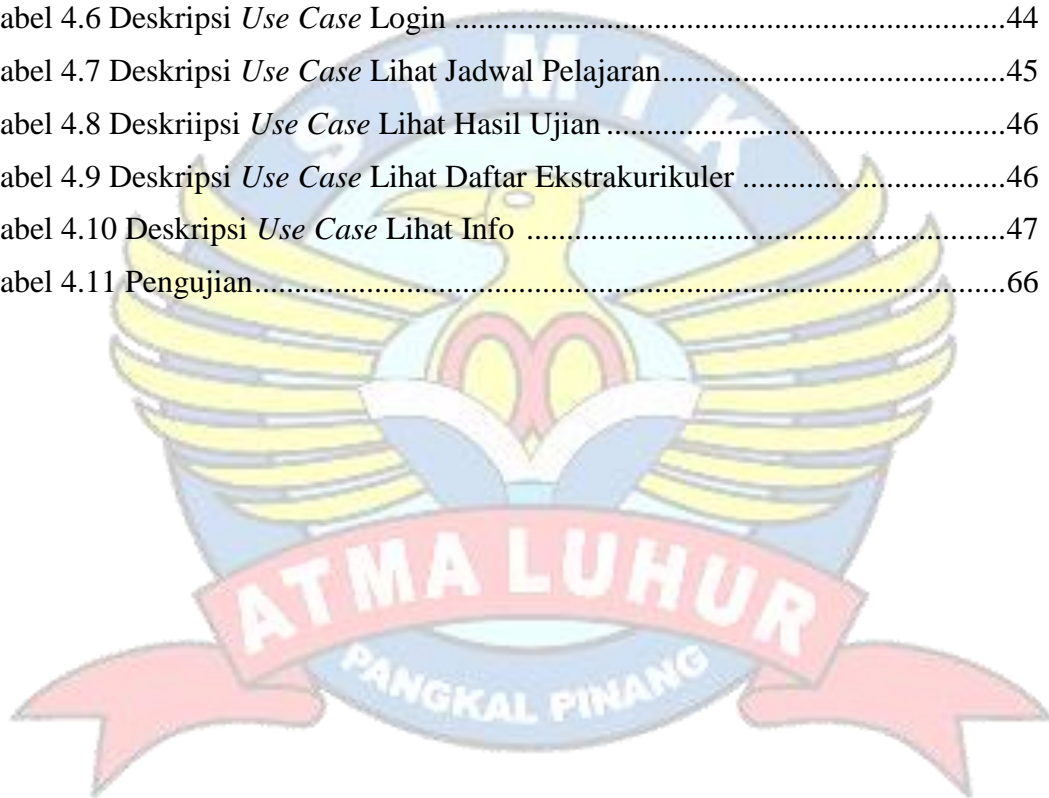 abel 4.6 Deskripsi Use Case Login ........................................................................44
abel 4.7 Deskripsi Use Case Lihat Jadwal Pelajaran............................................45
abel 4.8 Deskriipsi Use Case Lihat Hasil Ujian ....................................................46
abel 4.9 Deskripsi Use Case Lihat Daftar Ekstrakurikuler .................................46
abel 4.10 Deskripsi Use Case Lihat Info ..............................................................47
abel 4.11 Pengujian................................................................................................66
STMIK
ATMA LUHUR
PANGKAL PINANG